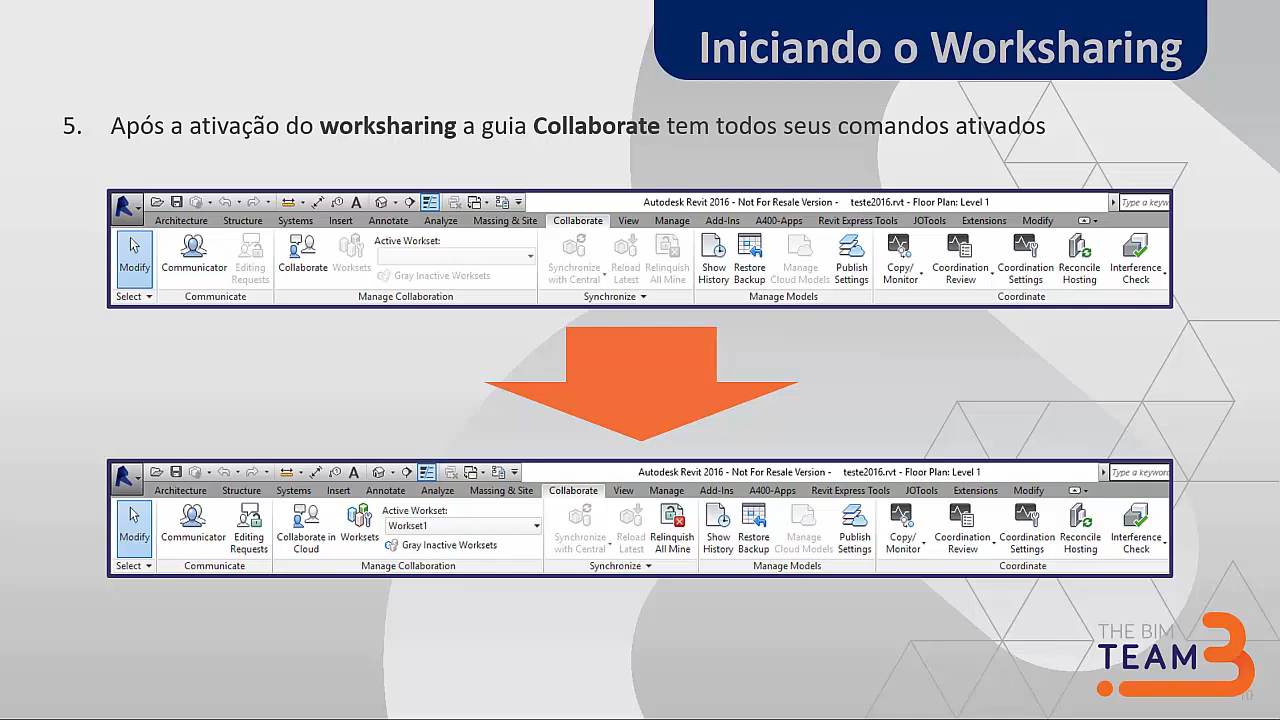 Iniciando o Worksharing
5. Após a ativação do worksharing a guia Collaborate tem todos seus comandos ativados
Autodesk Revit 2016 - Not For Resale Version - teste2016.rvt - Floor Plan: Level 1
Type a keyw
Architecture Structure Systems Insert Annotate Analyze Massing & Site Collaborate View Manage Add-Ins A400-Apps Revit Express Tools JOTools Extensions Modify
Active Workset:
Modify Communicator Editing Requests Collaborate Worksets Gray Inactive Worksets Synchronize with Central Reload Latest Relinquish All Mine Show History Restore Backup Manage Cloud Models Publish Settings Copy/ Monitor Coordination Review Coordination Settings Reconcile Hosting Interference Check
Select Communicate Manage Collaboration Synchronize Manage Models Coordinate
Autodesk Revit 2016 - Not For Resale Version - teste2016.rvt - Floor Plan: Level 1
Type a keyword
Architecture Structure Systems Insert Annotate Analyze Massing & Site Collaborate View Manage Add-Ins A400-Apps Revit Express Tools JOTools Extensions Modify
Active Workset:
Workset1
Modify Communicator Editing Requests Collaborate in Cloud Worksets Gray Inactive Worksets Synchronize with Central Reload Latest Relinquish All Mine Show History Restore Backup Manage Cloud Models Publish Settings Copy/ Monitor Coordination Review Coordination Settings Reconcile Hosting Interference Check
Select Communicate Manage Collaboration Synchronize Manage Models Coordinate
THE BIM
TEAM 3